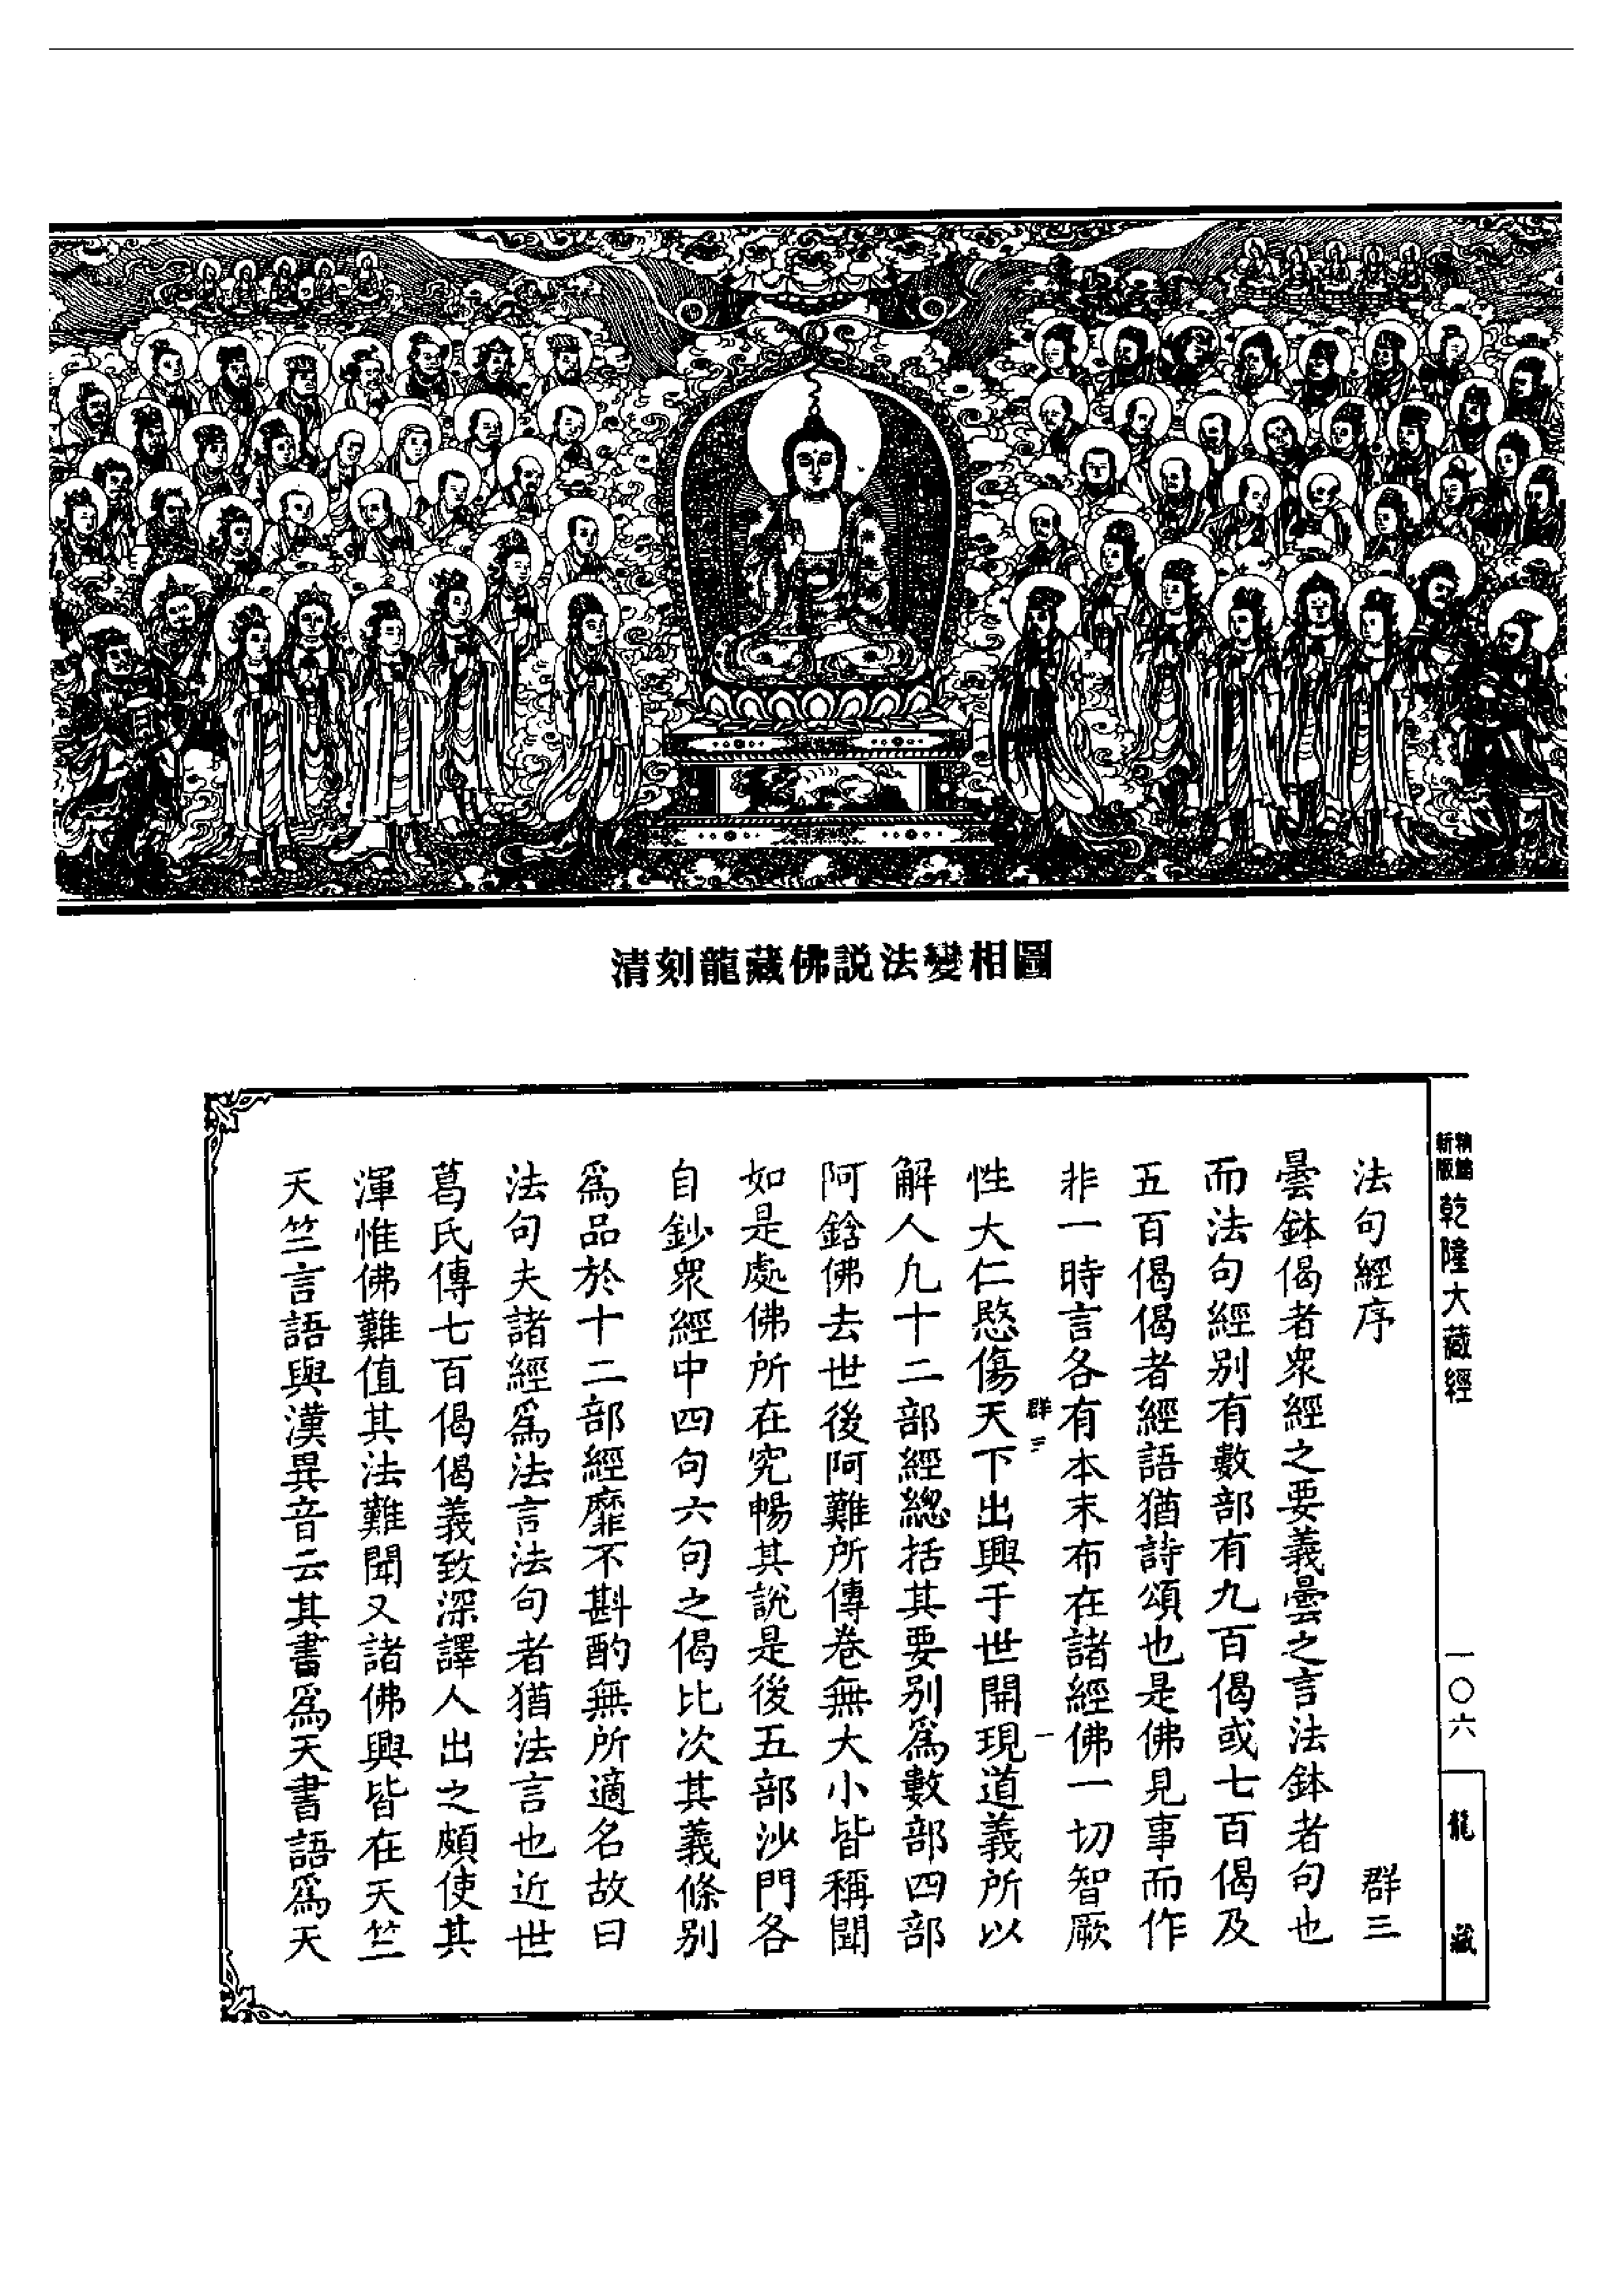 清刻龍藏佛説法變相圖
新版
精縮
乾隆大藏經
一〇六
龍藏
法句經序 群三
曇鉢偈者衆經之要義曇之言法鉢者句也
而法句經别有數部有九百偈或七百偈及
五百偈偈者經語猶詩頌也是佛見事而作
非一時言各有本末布在諸經佛一切智厥
群三 一
性大仁愍傷天下出興于世開現道義所以
解人凡十二部經緫括其要别爲數部四部
阿鋡佛去世後阿難所傳卷無大小皆稱聞
如是處佛所在究暢其説是後五部沙門各
自鈔衆經中四句六句之偈比次其義條别
爲品於十二部經靡不斟酌無所適名故曰
法句夫諸經爲法言法句者猶法言也近世
葛氏傳七百偈偈義致深譯人出之頗使其
渾惟佛難值其法難聞又諸佛興皆在天竺
天竺言語與漢異音云其書爲天書語爲天